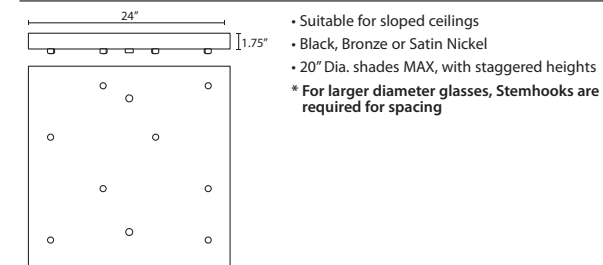 24"
1.75"
• Suitable for sloped ceilings
• Black, Bronze or Satin Nickel
• 20” Dia. shades MAX, with staggered heights
* For larger diameter glasses, Stemhooks are
required for spacing